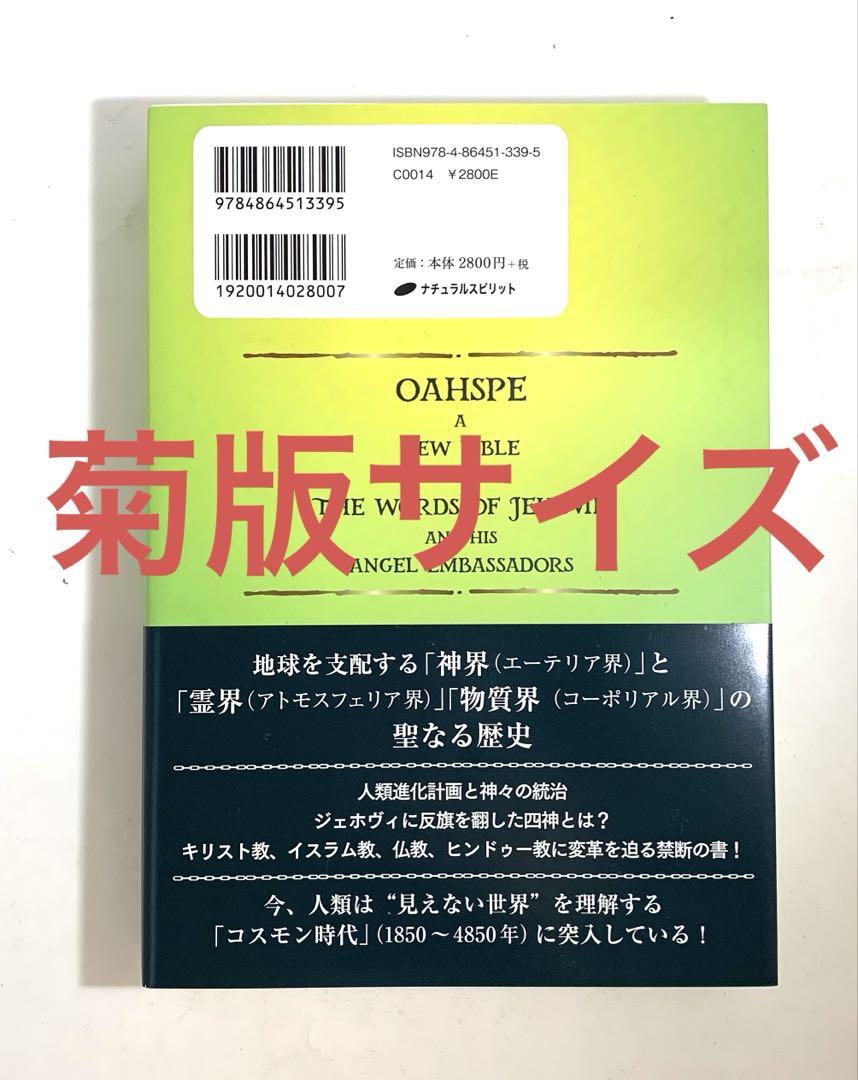 ISBN978-4-86451-339-5
C0014 ￥2800E
9784864513395
定価：本体2800円+税
1920014028007
ナチュラルスピリット
OAHSPE
A
EW BLE
菊版サイズ
THE WORDS OF JE
AN HIS
ANGEL EMBASSADORS
地球を支配する「神界（エーテリア界）」と
「霊界（アトモスフェリア界）」「物質界（コーポリアル界）」の
聖なる歴史
人類進化計画と神々の統治
ジェホヴィに反旗を翻した四神とは？
キリスト教、イスラム教、仏教、ヒンドゥー教に変革を迫る禁断の書！
今、人類は“見えない世界”を理解する
「コスモン時代」（1850〜4850年）に突入している！